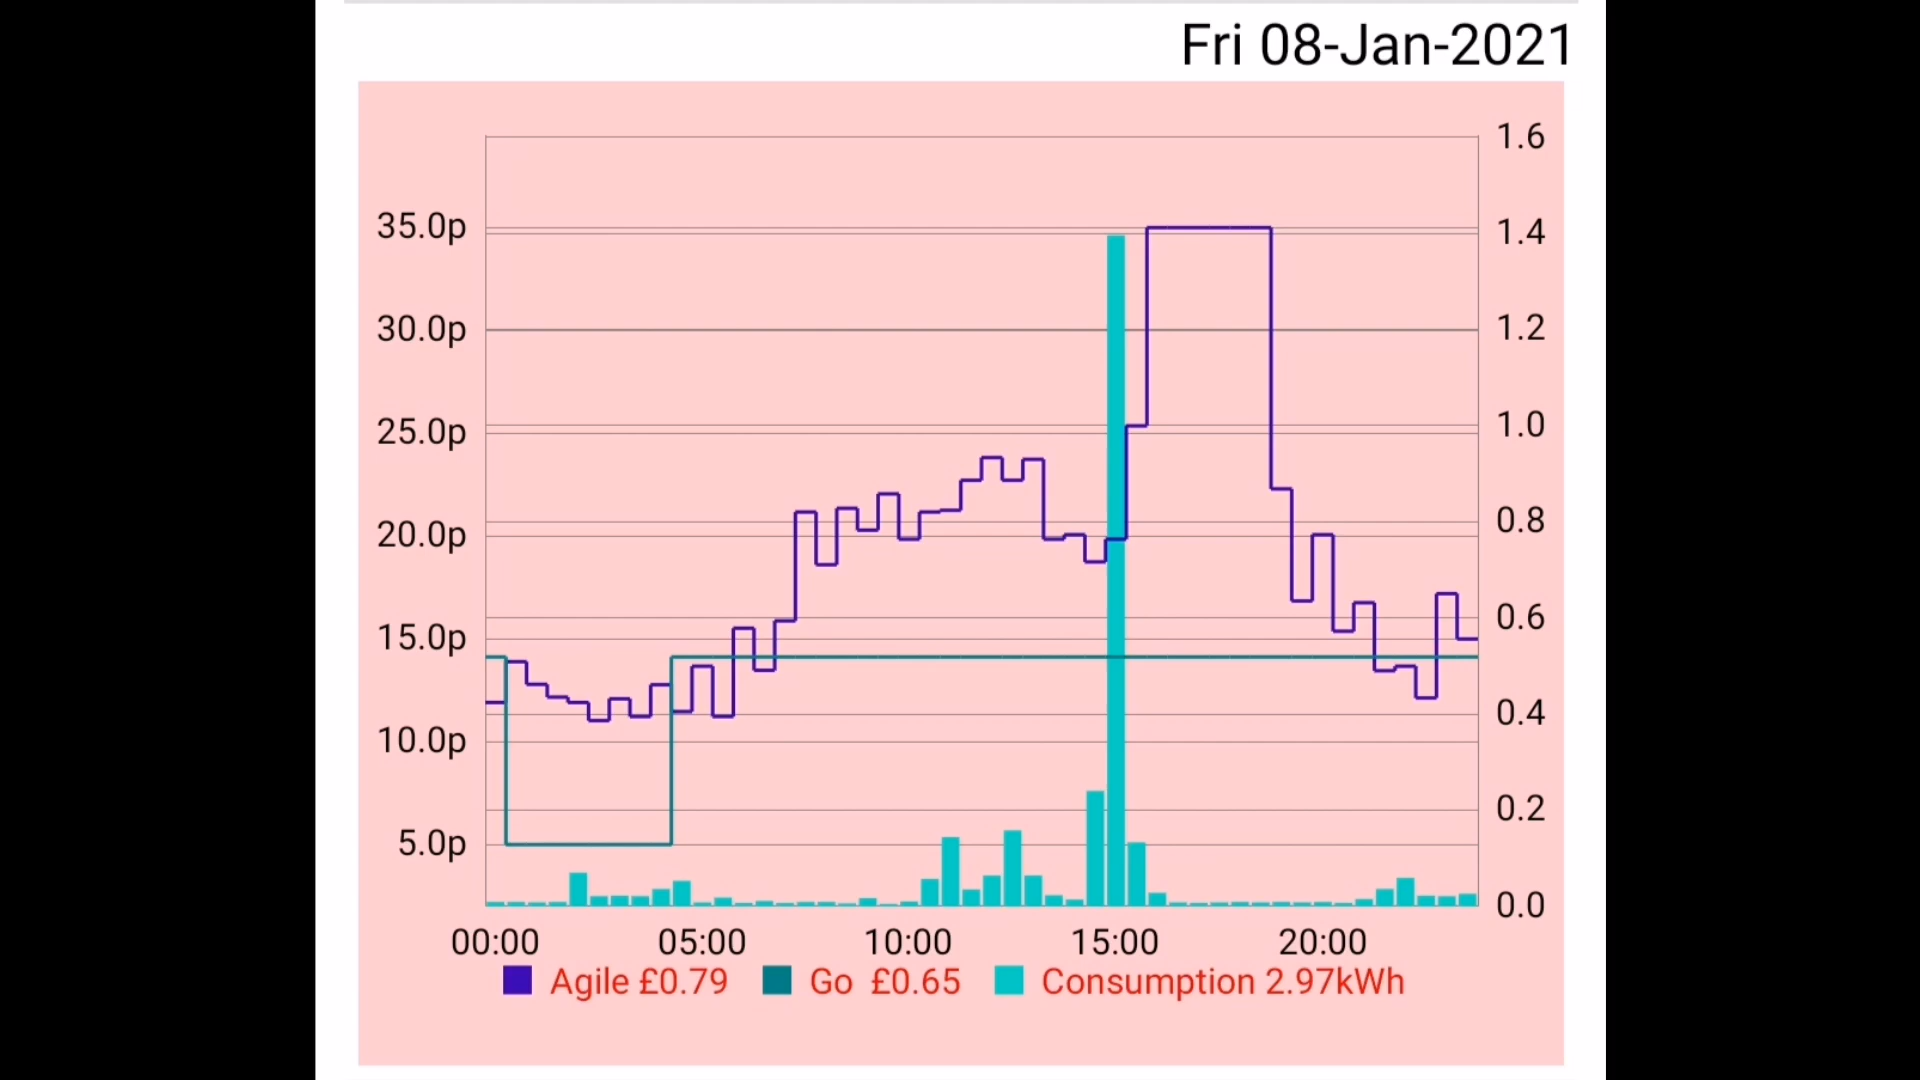 Fri 08-Jan-2021
1.6
35.0p 1.4
30.0p 1.2
25.0p 1.0
20.0p 0.8
15.0p 0.6
10.0p 0.4
0.2
5.0p
0.0
00:00 05:00 10:00 15:00 20:00
Agile £0.79 Go £0.65 Consumption 2.97kWh